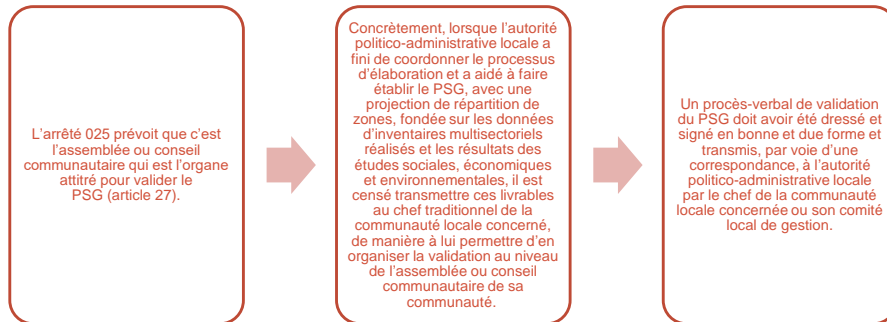 L'arrêté 025 prévoit que c'est
l'assemblée ou conseil
communautaire qui est l'organe
attitré pour valider le
PSG (article 27).
Concrètement, lorsque l'autorité
politico-administrative locale a
fini de coordonner le processus
d'élaboration et a aidé à faire
établir le PSG, avec une
projection de répartition de
zones, fondée sur les données
d'inventaires multisectoriels
réalisés et les résultats des
études sociales, économiques
et environnementales, il est
censé transmettre ces livrables
au chef traditionnel de la
communauté locale concerné,
de manière à lui permettre d'en
organiser la validation au niveau
de l'assemblée ou conseil
communautaire de sa
communauté.
Un procès-verbal de validation
du PSG doit avoir été dressé et
signé en bonne et due forme et
transmis, par voie d'une
correspondance, à l'autorité
politico-administrative locale
par le chef de la communauté
locale concernée ou son comité
local de gestion.